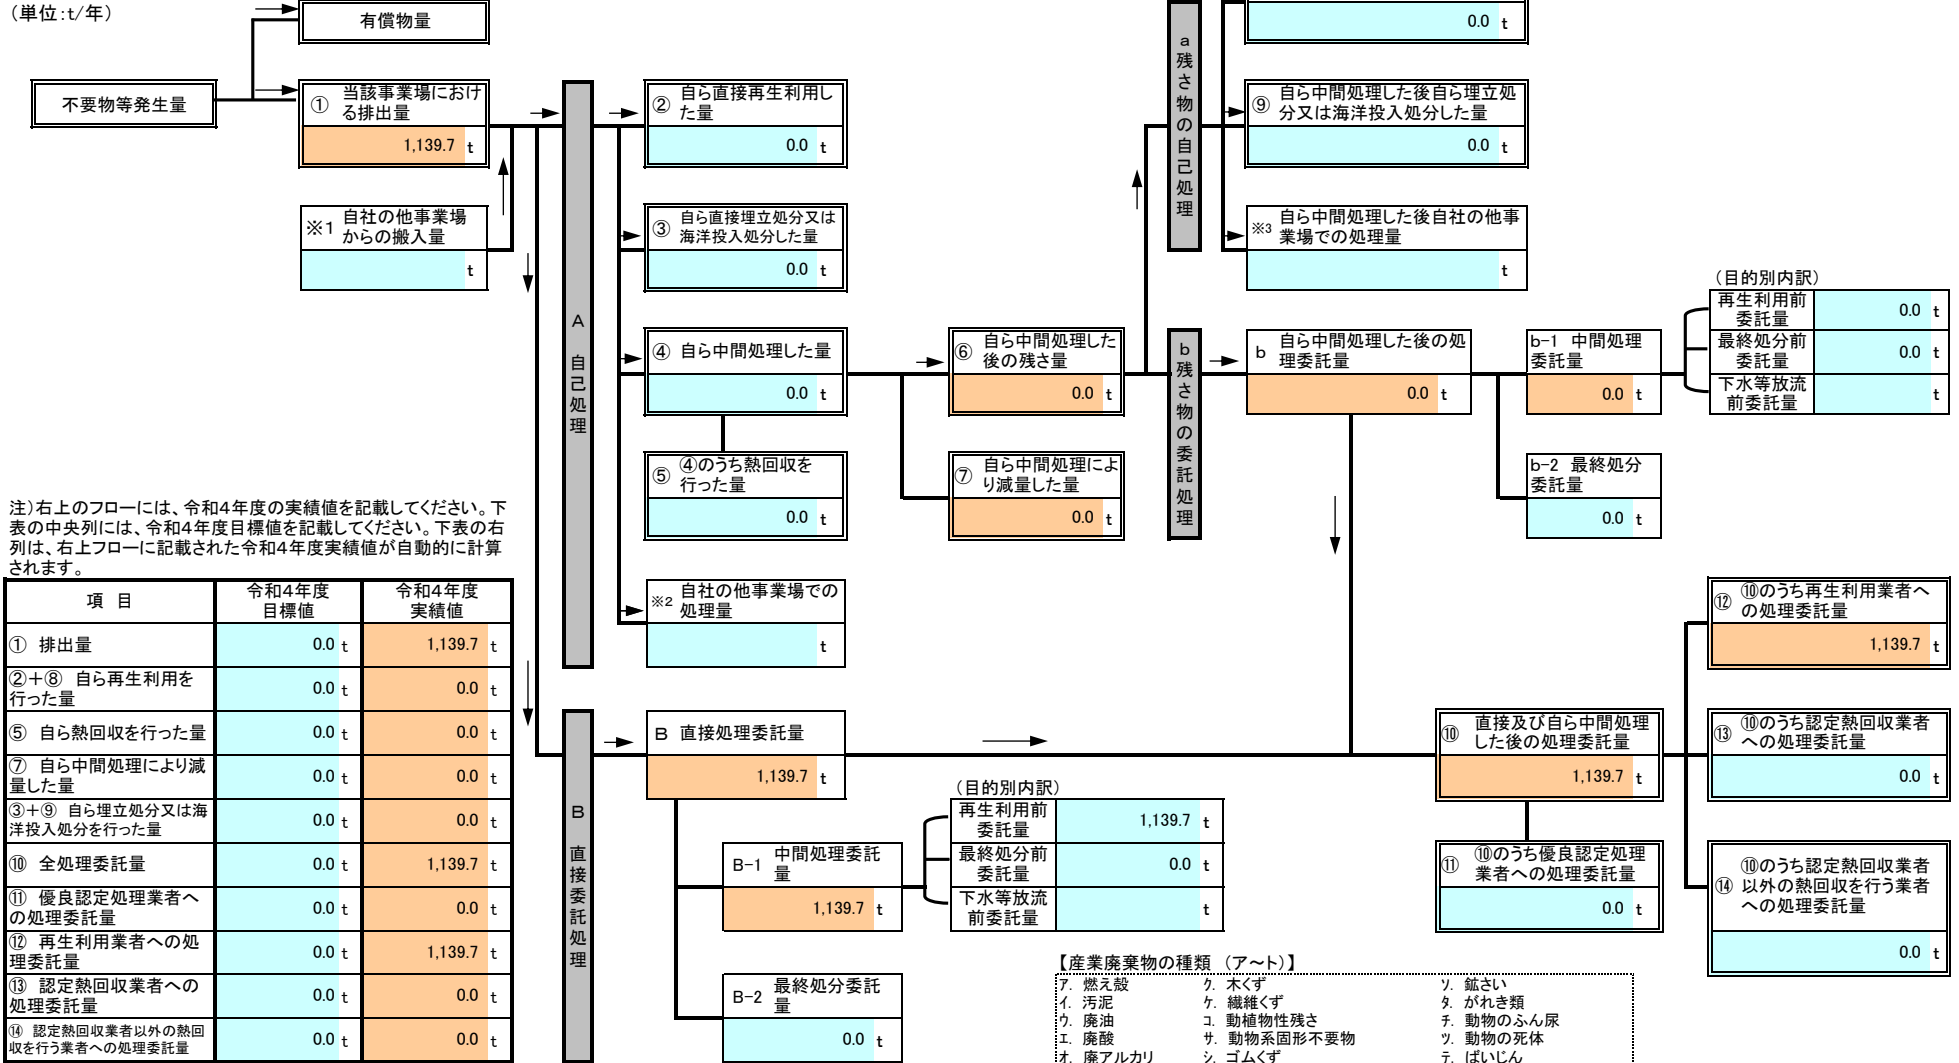 （単位：t/年）
有償物量
不要物等発生量
① 当該事業場におけ
る排出量
1,139.7 t
※1 自社の他事業場
からの搬入量
t
A 自己処理
② 自ら直接再生利用し
た量
0.0 t
③ 自ら直接埋立処分又は
海洋投入処分した量
0.0 t
④ 自ら中間処理した量
0.0 t
⑤ ④のうち熱回収を
行った量
0.0 t
※2 自社の他事業場での
処理量
t
⑥ 自ら中間処理した
後の残さ量
0.0 t
⑦ 自ら中間処理によ
り減量した量
0.0 t
a 残さ物の自己処理
0.0 t
⑨ 自ら中間処理した後自ら埋立処
分又は海洋投入処分した量
0.0 t
※3 自ら中間処理した後自社の他事
業場での処理量
t
b 残さ物の委託処理
b 自ら中間処理した後の処
理委託量
0.0 t
b-1 中間処理
委託量
0.0 t
b-2 最終処分
委託量
0.0 t
（目的別内訳）
再生利用前
委託量
0.0 t
最終処分前
委託量
0.0 t
下水等放流
前委託量
t
注）右上のフローには、令和4年度の実績値を記載してください。下
表の中央列には、令和4年度目標値を記載してください。下表の右
列は、右上フローに記載された令和4年度実績値が自動的に計算
されます。
項 目 令和4年度
目標値 令和4年度
実績値
① 排出量 0.0 t 1,139.7 t
②＋⑧ 自ら再生利用を
行った量 0.0 t 0.0 t
⑤ 自ら熱回収を行った量 0.0 t 0.0 t
⑦ 自ら中間処理により減
量した量 0.0 t 0.0 t
③＋⑨ 自ら埋立処分又は海
洋投入処分を行った量 0.0 t 0.0 t
⑩ 全処理委託量 0.0 t 1,139.7 t
⑪ 優良認定処理業者へ
の処理委託量 0.0 t 0.0 t
⑫ 再生利用業者への処
理委託量 0.0 t 1,139.7 t
⑬ 認定熱回収業者への
処理委託量 0.0 t 0.0 t
⑭ 認定熱回収業者以外の熱回
収を行う業者への処理委託量 0.0 t 0.0 t
B 直接委託処理
B 直接処理委託量
1,139.7 t
B-1 中間処理委託
量
1,139.7 t
B-2 最終処分委託
量
0.0 t
（目的別内訳）
再生利用前
委託量
1,139.7 t
最終処分前
委託量
0.0 t
下水等放流
前委託量
t
⑩ 直接及び自ら中間処理
した後の処理委託量
1,139.7 t
⑪ ⑩のうち優良認定処理
業者への処理委託量
0.0 t
⑫ ⑩のうち再生利用業者へ
の処理委託量
1,139.7 t
⑬ ⑩のうち認定熱回収業者
への処理委託量
0.0 t
⑭ ⑩のうち認定熱回収業者
以外の熱回収を行う業者
への処理委託量
0.0 t
【産業廃棄物の種類 （ア～ト）】
ｱ. 燃え殻 ｸ. 木くず ｿ. 鉱さい
ｲ. 汚泥 ｹ. 繊維くず ﾀ. がれき類
ｳ. 廃油 ｺ. 動植物性残さ ﾁ. 動物のふん尿
ｴ. 廃酸 ｻ. 動物系固形不要物 ﾂ. 動物の死体
ｵ. 廃アルカリ ｼ. ゴムくず ﾃ. ばいじん